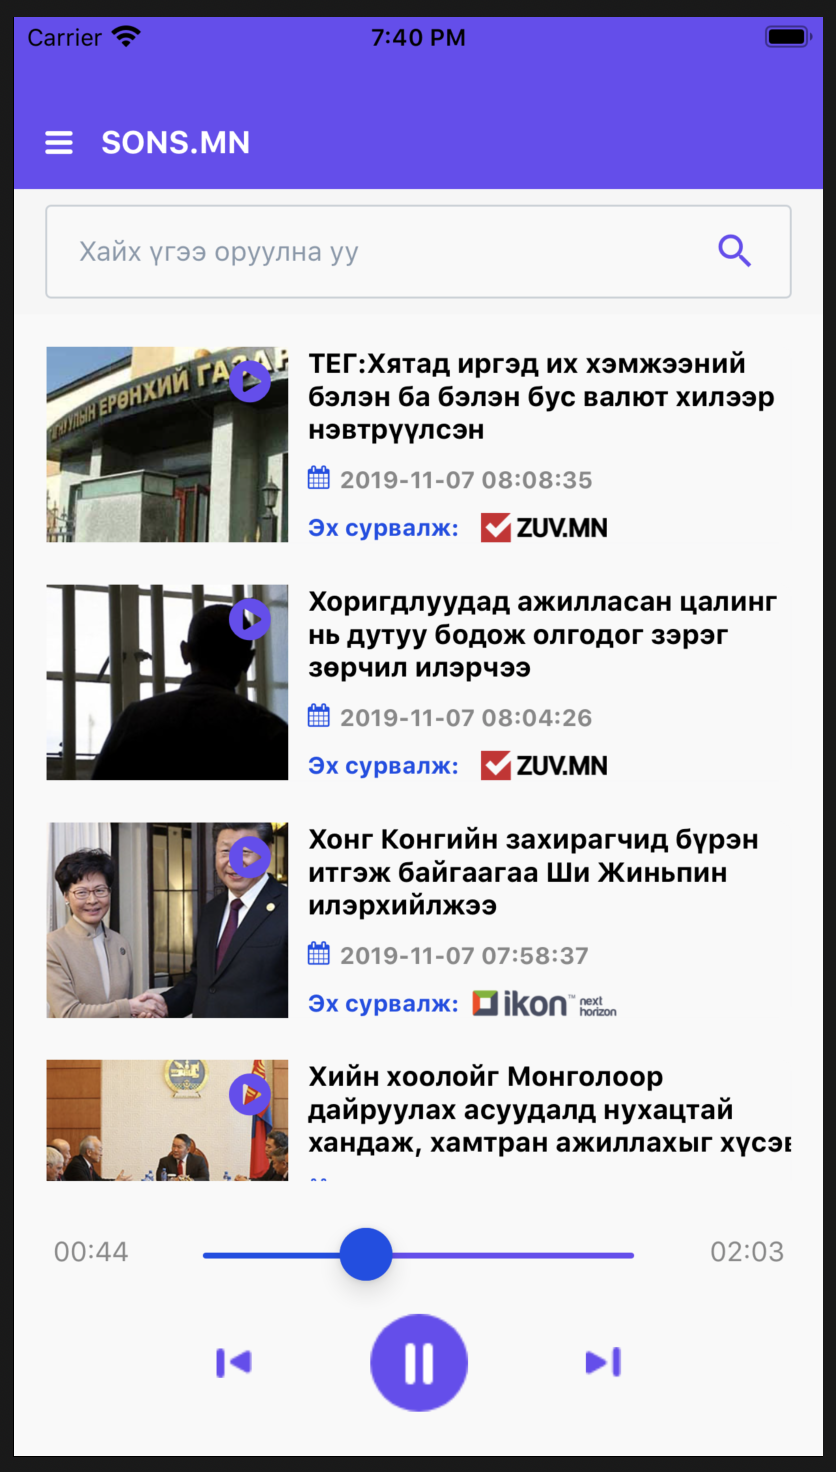 Carrier
7:40 PM
SONS.MN
Хайх үгээ оруулна уу
ЕРӨНХИЙ ГАЗАР
ТЕГ:Хятад иргэд их хэмжээний
бэлэн ба бэлэн бус валют хилээр
нэвтрүүлсэн
2019-11-07 08:08:35
Эх сурвалж: ZUV.MN
Хоригдлуудад ажилласан цалинг
нь дутуу бодож олгодог зэрэг
зөрчил илэрчээ
2019-11-07 08:04:26
Эх сурвалж: ZUV.MN
Хонг Конгийн захирагчид бүрэн
итгэж байгаагаа Ши Жиньпин
илэрхийлжээ
2019-11-07 07:58:37
Эх сурвалж: ikon™ next
horizon
Хийн хоолойг Монголоор
дайруулах асуудалд нухацтай
хандаж, хамтран ажиллахыг
00:44
02:03